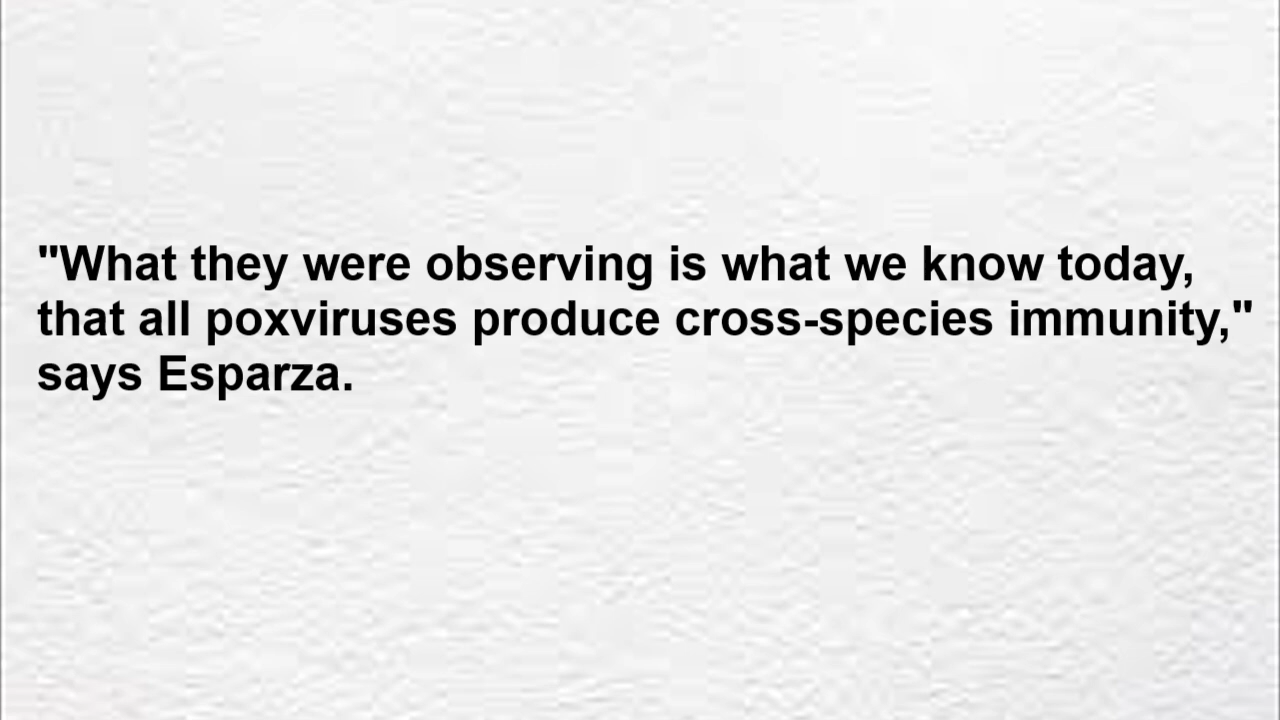 "What they were observing is what we know today,
that all poxviruses produce cross-species immunity,"
says Esparza.